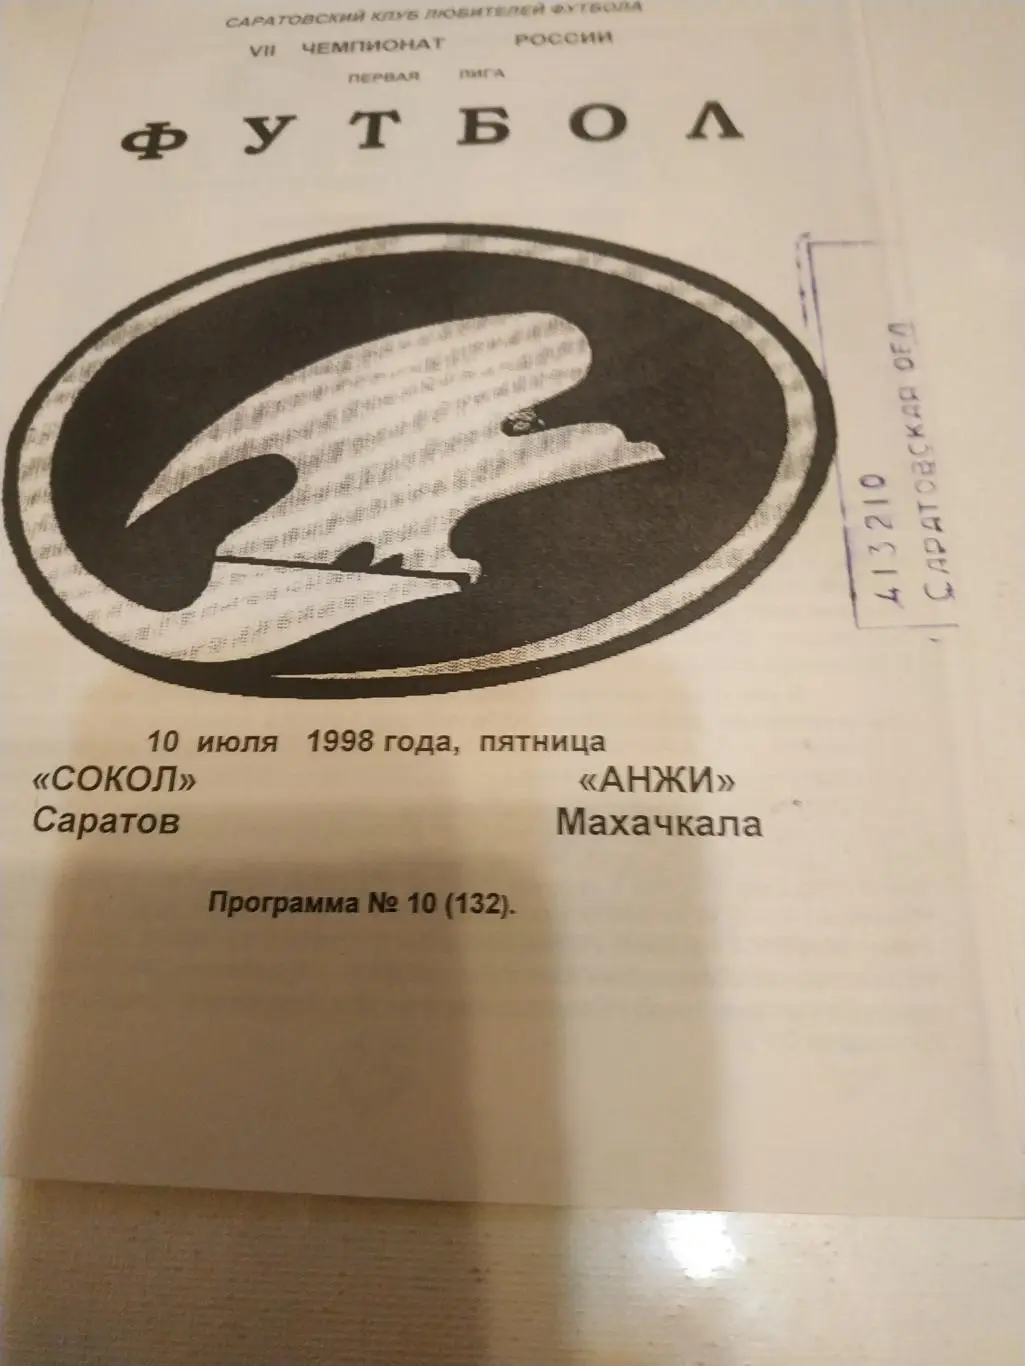 САРАТОВСКИЙ КЛУБ ЛЮБИТЕЛЕЙ ФУТБОЛА
VII ЧЕМПИОНАТ РОССИИ
ПЕРВАЯ ЛИГА
ФУТБОЛ
10 июля 1998 года, пятница
«СОКОЛ» «АНЖИ»
Саратов Махачкала
Программа № 10 (132).
413210
САРАТОВСКАЯ ОБЛ